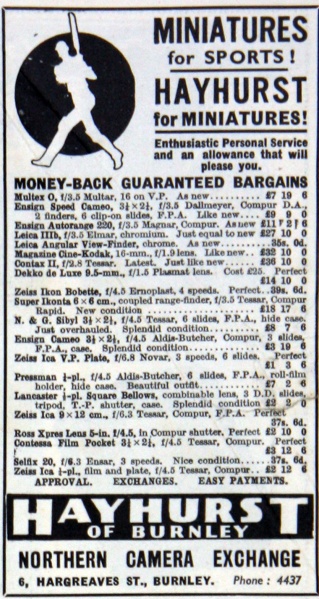 MINIATURES
for SPORTS!
HAYHURST
for MINIATURES!
Enthusiastic Personal Service
and an allowance that will
please you.
MONEY-BACK GUARANTEED BARGAINS
Multex O, f/3.5 Multar, 16 on V.P. As new £7 19 6
Ensign Speed Cameo, 3¼×2¼, f/3.5 Dallmeyer, Compur D.A.,
2 finders, 6 clip-on slides, F.P.A. Like new £9 9 0
Ensign Autorange 220, f/3.5 Magnar, Compur. As new £11 2 6
Leica IIIb, f/3.5 Elmar, chromium. Just equal to new £27 10 0
Leica Angular View-Finder, chrome. As new 35s. 0d.
Magazine Cine-Kodak, 16-mm., f/1.9 lens. Like new £32 10 0
Contax II, f/2.8 Tessar. Latest. Just like new £36 10 0
Dekko de Luxe 9.5-mm., f/1.5 Plasmat lens. Cost £25. Perfect
£14 10 0
Zeiss Ikon Bobette, f/4.5 Ernoplast, 4 speeds. Perfect 39s. 6d.
Super Ikonta 6×6 cm., coupled range-finder, f/3.5 Tessar, Compur
Rapid. New condition £18 17 6
N. & G. Sibyl 3¼×2¼, f/4.5 Tessar, 6 slides, F.P.A., hide case.
Just overhauled. Splendid condition £8 7 6
Ensign Cameo 3¼×2¼, f/4.5 Aldis-Butcher, Compur, 3 slides,
F.P.A., case. Splendid condition £3 19 6
Zeiss Ica V.P. Plate, f/6.8 Novar, 3 speeds, 6 slides. Perfect
£1 3 6
Pressman ¼-pl., f/4.5 Aldis-Butcher, 6 slides, F.P.A., roll-film
holder, hide case. Beautiful outfit £7 2 6
Lancaster ½-pl. Square Bellows, combinable lens, 3 D.D. slides,
tripod, T.-P. shutter, case. Splendid condition £2 2 0
Zeiss Ica 9×12 cm., f/6.3 Tessar, Compur, F.P.A. Perfect
37s. 6d.
Ross Xpres Lens 5-in. f/4.5, in Compur shutter. Perfect £2 10 0
Contessa Film Pocket 3¼×2¼, f/4.5 Tessar, Compur. Perfect
£3 12 6
Selfix 20, f/6.3 Ensar, 3 speeds. Nice condition 37s. 6d.
Zeiss Ica ¼-pl., film and plate, f/4.5 Tessar, Compur £2 12 6
APPROVAL. EXCHANGES. EASY PAYMENTS.
HAYHURST
OF BURNLEY
NORTHERN CAMERA EXCHANGE
6, HARGREAVES ST., BURNLEY. Phone: 4437